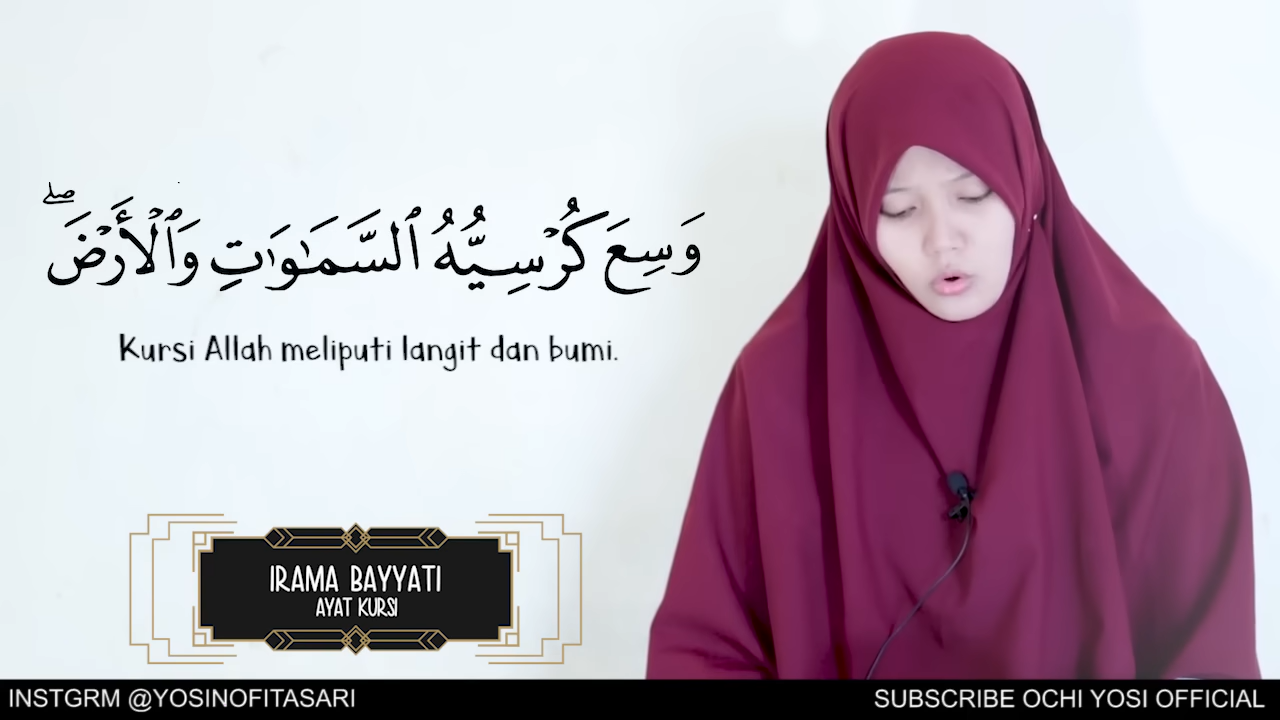 وَسِعَ كُرْسِيُّهُ ٱلسَّمَٰوَٰتِ وَٱلْأَرْضَ ۖ
Kursi Allah meliputi langit dan bumi.
IRAMA BAYYATI
AYAT KURSI
INSTGRM @YOSINOFITASARI
SUBSCRIBE OCHI YOSI OFFICIAL